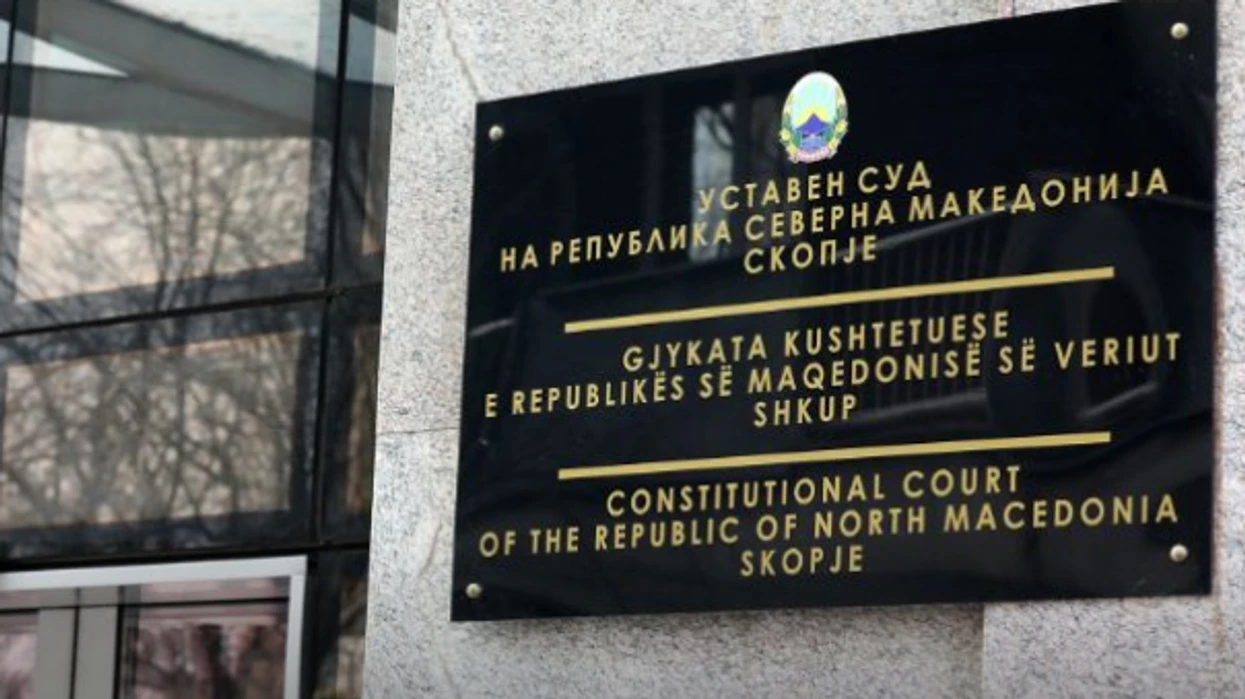 УСТАВЕН СУД
НА РЕПУБЛИКА СЕВЕРНА МАКЕДОНИЈА
СКОПЈЕ
GJYKATA KUSHTETUESE
E REPUBLIKËS SË MAQEDONISË SË VERIUT
SHKUP
CONSTITUTIONAL COURT
OF THE REPUBLIC OF NORTH MACEDONIA
SKOPJE